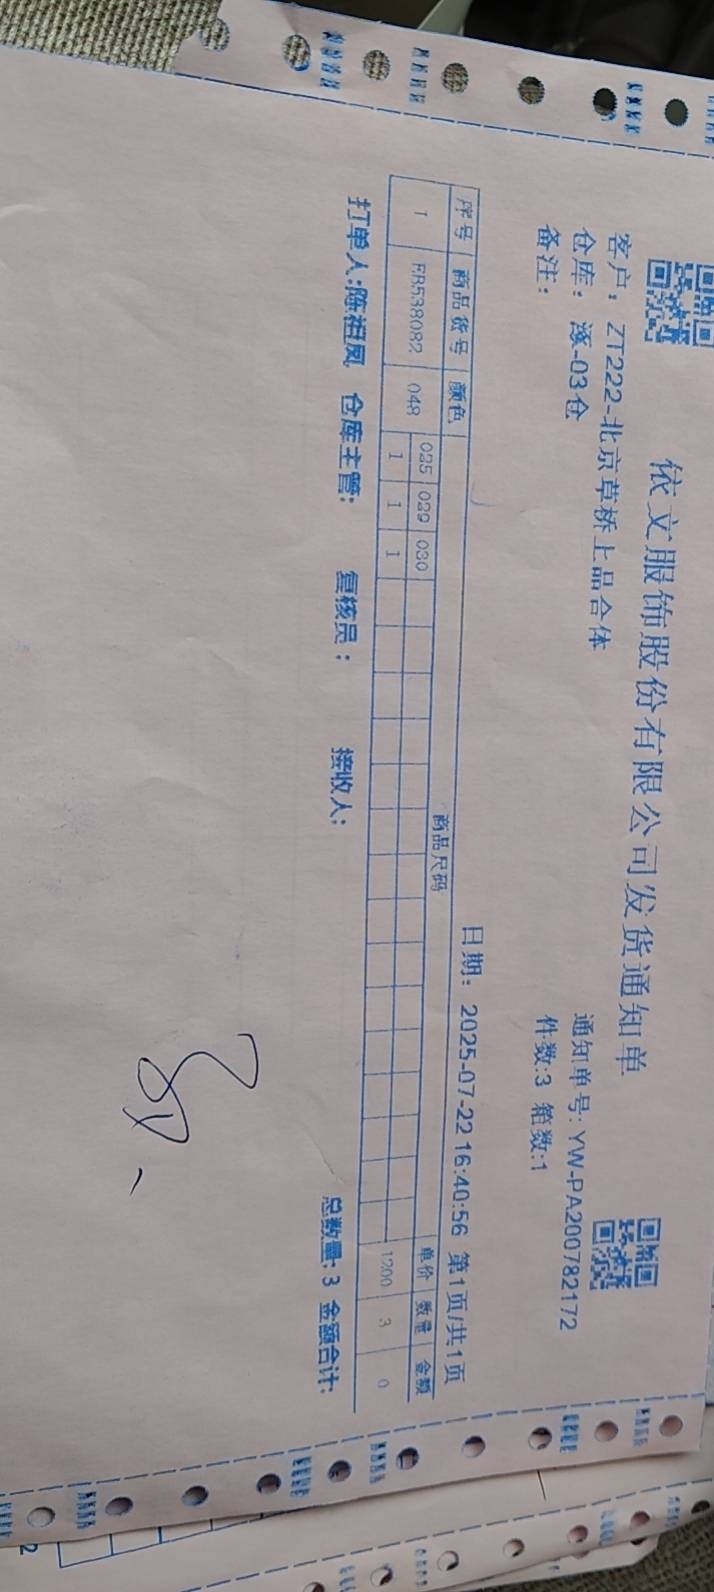 依文服饰股份有限公司发货通知单
客户：ZT222-北京草桥上品合体
通知单号：YW-PA200782172
仓库：涿-03仓
件数:3 箱数:1
备注：
日期：2025-07-22 16:40:56 第1页/共1页
序号 商品货号 颜色 商品尺码 单价 数量 金额
025 029 030
1 EB538082 048 1 1 1 1200 3 0
打单人:陈祖凤 仓库主管: 复核员： 接收人: 总数量: 3 金额合计: